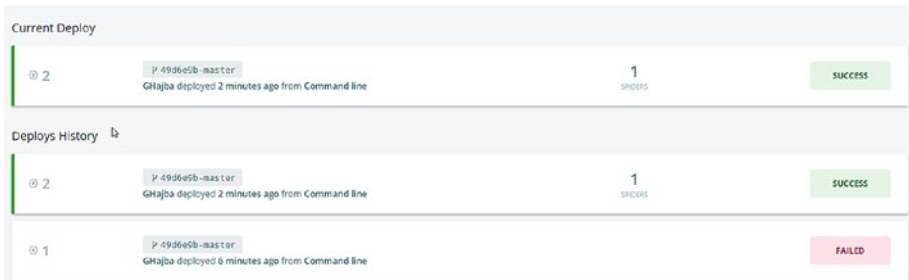 Current Deploy
2
49d6e9b-master
GHajba deployed 2 minutes ago from Command line
1
SPIDERS
SUCCESS
Deploys History
2
49d6e9b-master
GHajba deployed 2 minutes ago from Command line
1
SPIDERS
SUCCESS
1
49d6e9b-master
GHajba deployed 6 minutes ago from Command line
FAILED